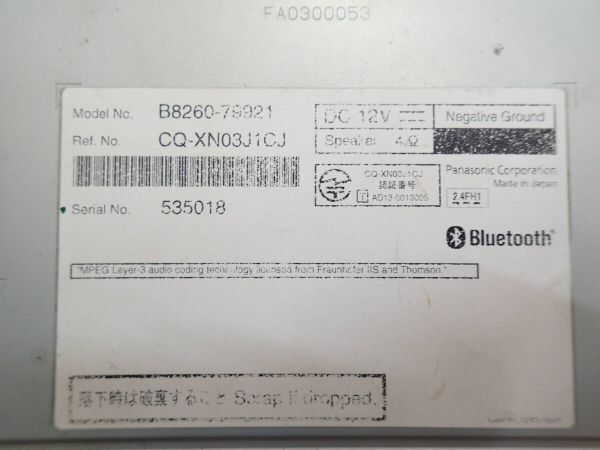 FA0300053
Model No. B8260-79921
Ref. No. CQ-XN03J1CJ
Serial No. 535018
DC 12V
Negative Ground
Speaker 4Ω
CQ-XN03J1CJ
認証番号
T AD13-0013005
Panasonic Corporation
Made in Japan
2.4FH1
Bluetooth®
"MPEG Layer-3 audio coding technology licensed from Fraunhofer IIS and Thomson."
落下時は破棄すること Scrap if dropped.